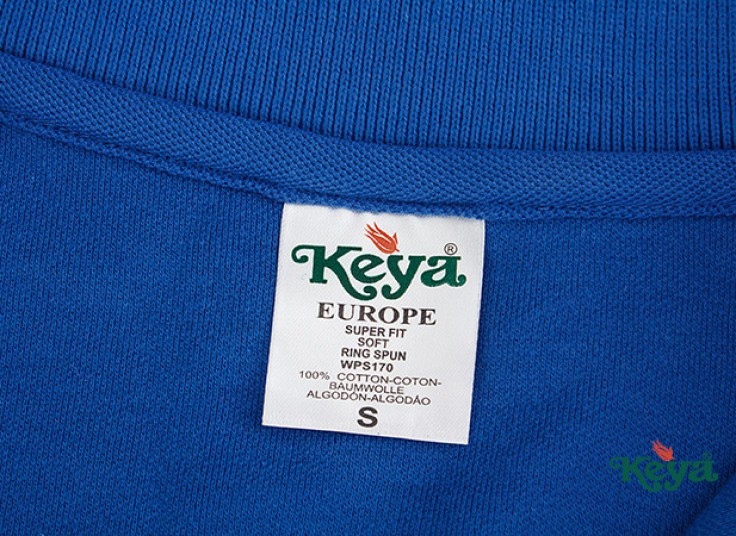 Keya®
EUROPE
SUPER FIT
SOFT
RING SPUN
WPS170
100% COTTON-COTON-
BAUMWOLLE
ALGODÓN-ALGODÃO
S
Keya